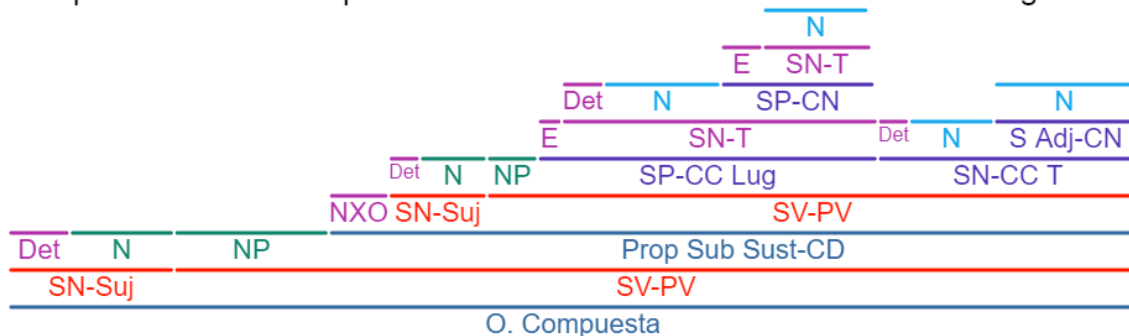 N
E SN-T
Det N SP-CN N
E SN-T Det N S Adj-CN
Det N NP SP-CC Lug SN-CC T
NXO SN-Suj SV-PV
Det N NP Prop Sub Sust-CD
SN-Suj SV-PV
O. Compuesta